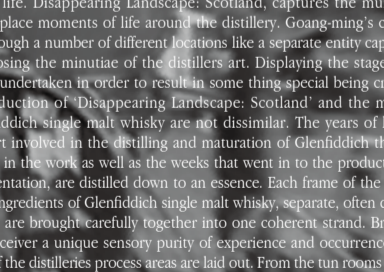 life. Disappearing Landscape: Scotland, captures the mu
place moments of life around the distillery. Goang-ming's c
ough a number of different locations like a separate entity cap
osing the minutiae of the distillers art. Displaying the stage
undertaken in order to result in some thing special being cr
duction of 'Disappearing Landscape: Scotland' and the m
ddich single malt whisky are not dissimilar. The years of l
rt involved in the distilling and maturation of Glenfiddich th
in the work as well as the weeks that went in to the produc
entation, are distilled down to an essence. Each frame of the
ngredients of Glenfiddich single malt whisky, separate, often d
are brought carefully together into one coherent strand. Br
ceiver a unique sensory purity of experience and occurrenc
f the distilleries process areas are laid out. From the tun rooms